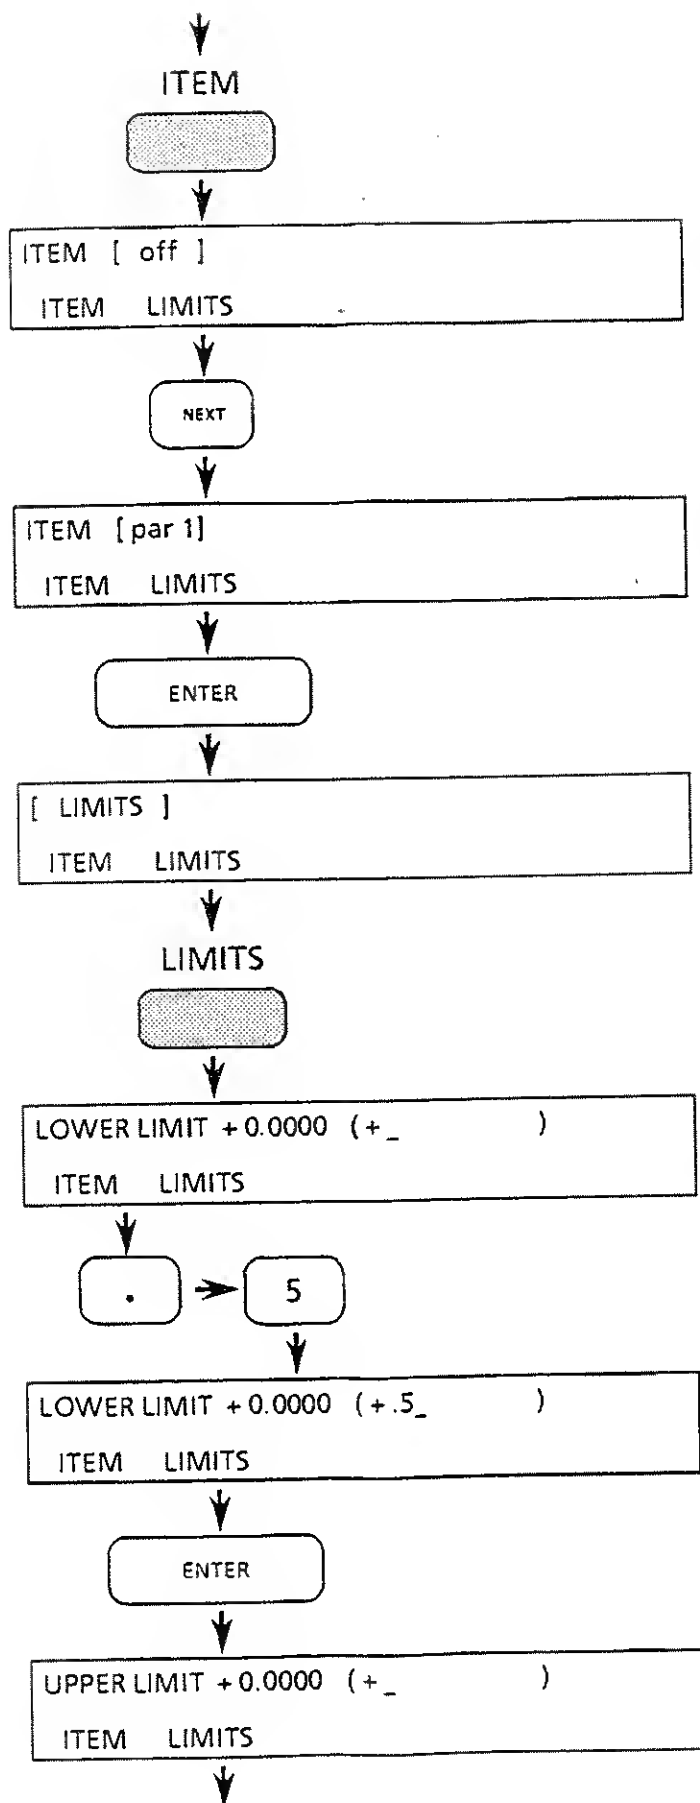 ITEM
ITEM [ off ]
ITEM LIMITS
NEXT
ITEM [par 1]
ITEM LIMITS
ENTER
[ LIMITS ]
ITEM LIMITS
LIMITS
LOWER LIMIT +0.0000 (+_ )
ITEM LIMITS
. 5
LOWER LIMIT +0.0000 (+.5_ )
ITEM LIMITS
ENTER
UPPER LIMIT +0.0000 (+_ )
ITEM LIMITS